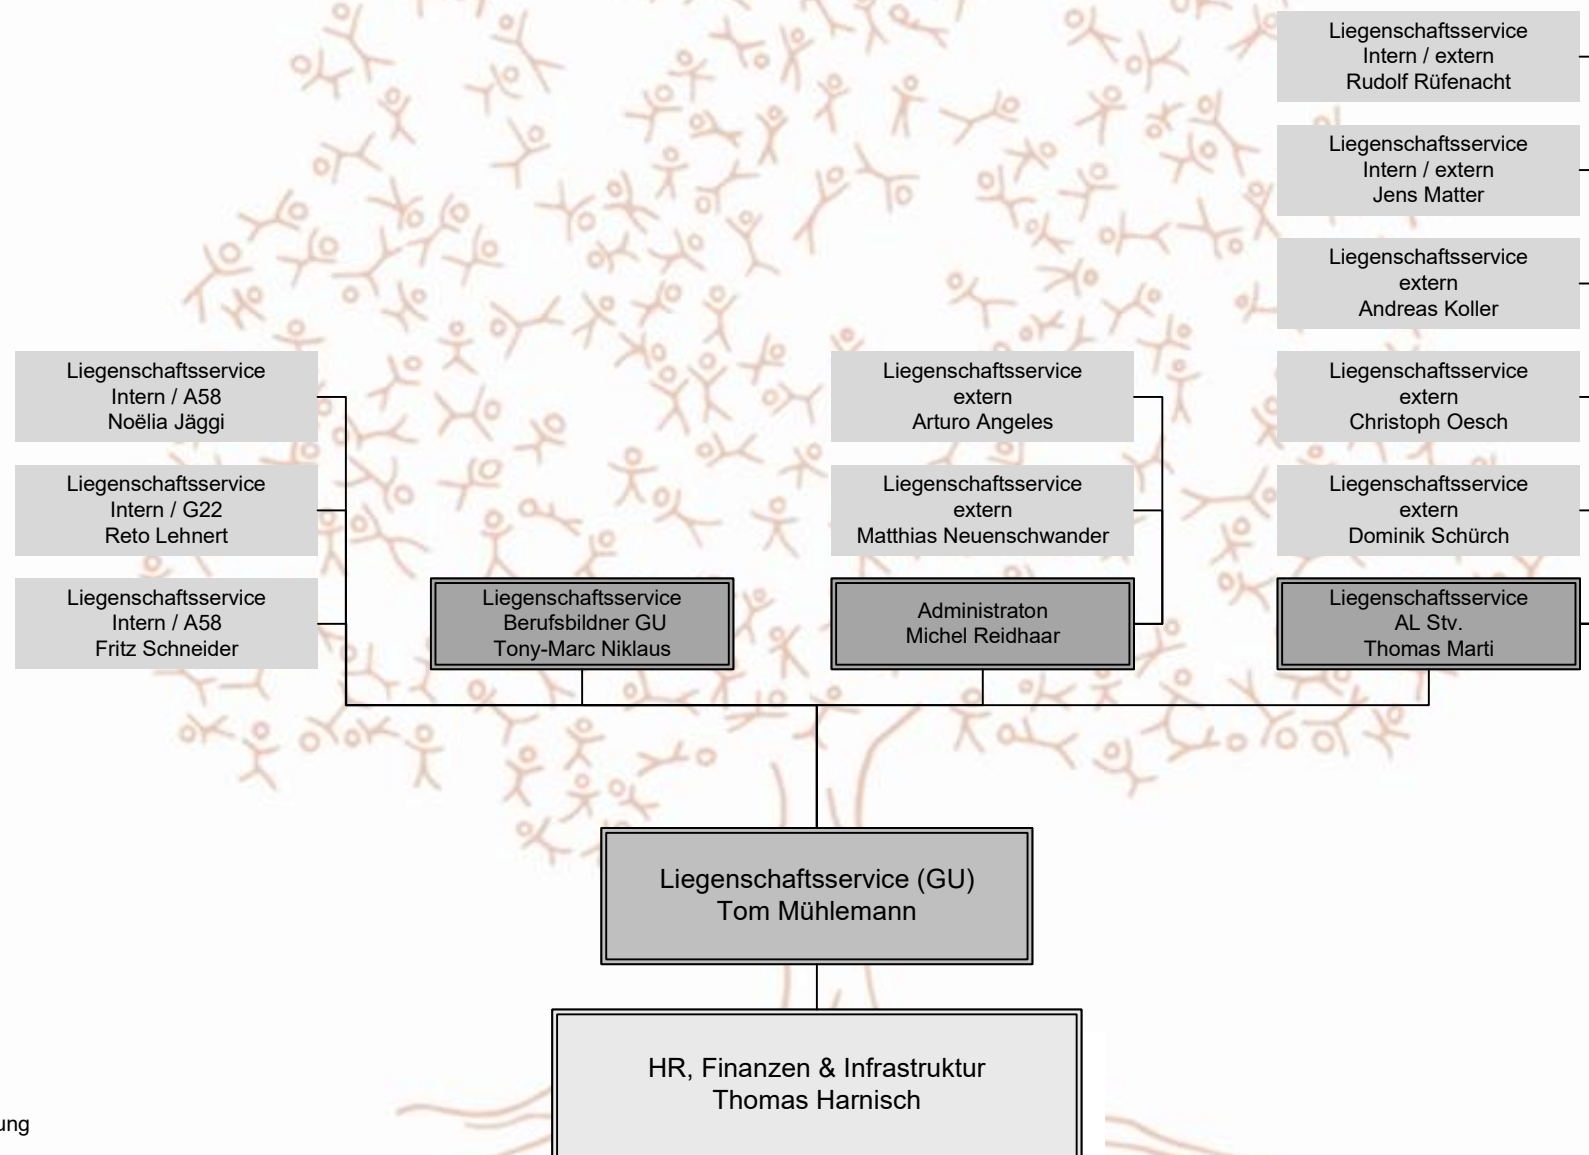 Liegenschaftsservice
Intern / extern
Rudolf Rüfenacht
Liegenschaftsservice
Intern / extern
Jens Matter
Liegenschaftsservice
extern
Andreas Koller
Liegenschaftsservice
Intern / A58
Noëlia Jäggi
Liegenschaftsservice
extern
Arturo Angeles
Liegenschaftsservice
extern
Christoph Oesch
Liegenschaftsservice
Intern / G22
Reto Lehnert
Liegenschaftsservice
extern
Matthias Neuenschwander
Liegenschaftsservice
extern
Dominik Schürch
Liegenschaftsservice
Intern / A58
Fritz Schneider
Liegenschaftsservice
Berufsbildner GU
Tony-Marc Niklaus
Administraton
Michel Reidhaar
Liegenschaftsservice
AL Stv.
Thomas Marti
Liegenschaftsservice (GU)
Tom Mühlemann
HR, Finanzen & Infrastruktur
Thomas Harnisch
ung